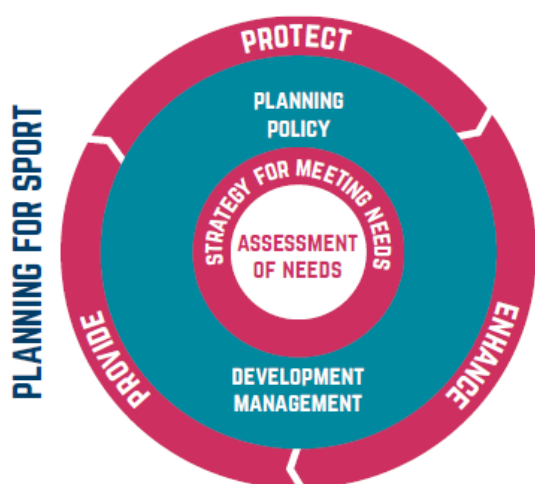 PLANNING FOR SPORT
PROTECT
PLANNING
POLICY
STRATEGY FOR MEETING NEEDS
ASSESSMENT
OF NEEDS
DEVELOPMENT
MANAGEMENT
PROVIDE
ENHANCE